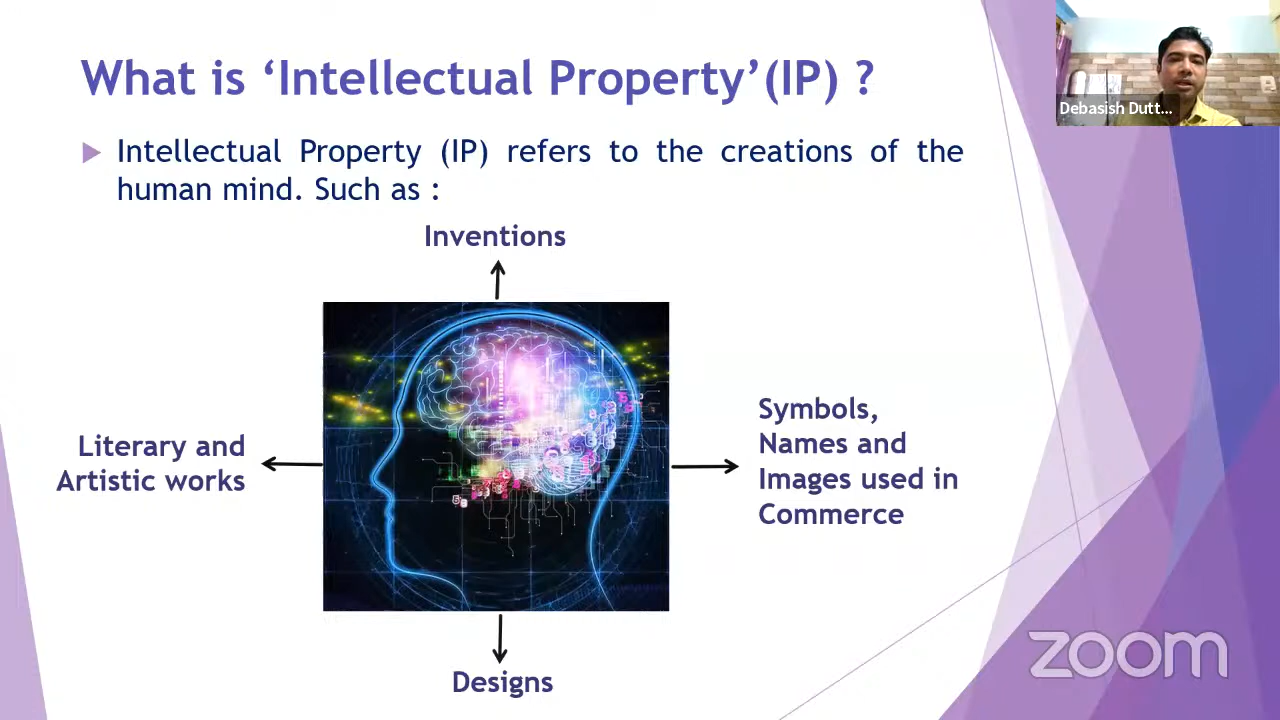 What is ‘Intellectual Property’(IP) ?
Debasish Dutt...
Intellectual Property (IP) refers to the creations of the
human mind. Such as :
Inventions
Literary and
Artistic works
Symbols,
Names and
Images used in
Commerce
Designs
zoom